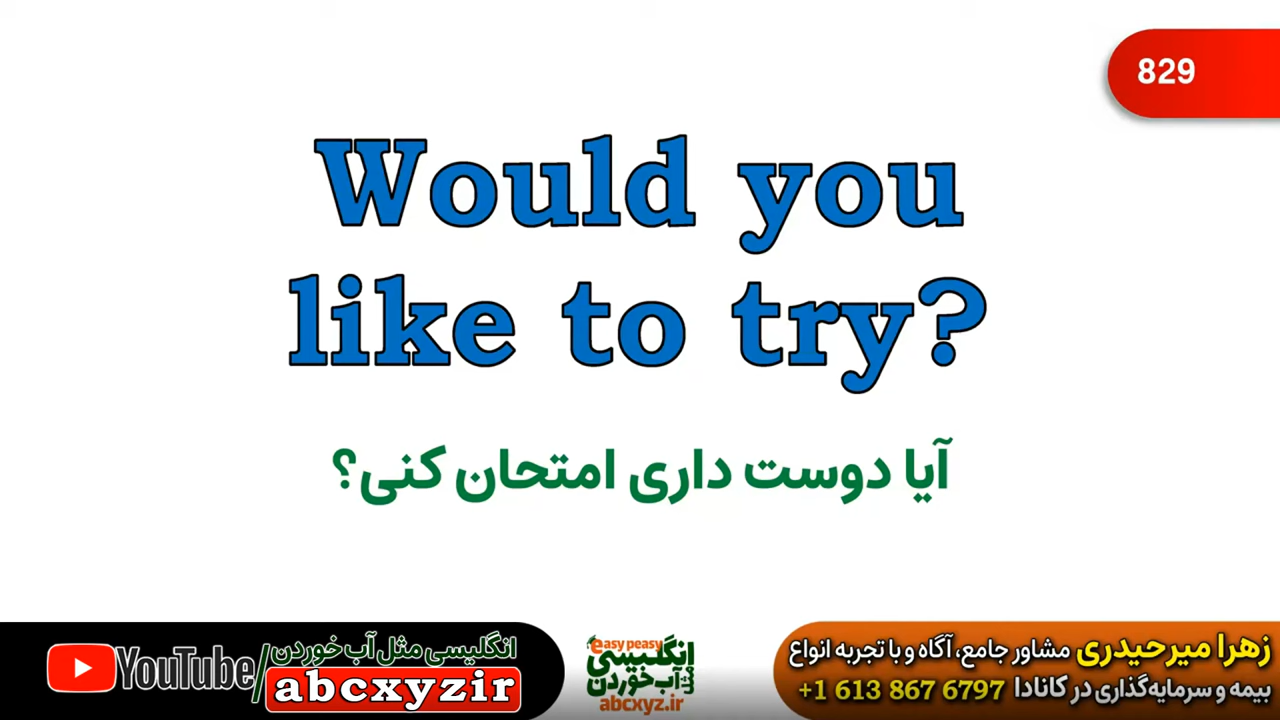 829
Would you
like to try?
آیا دوست داری امتحان کنی؟
انگلیسی مثل آب خوردن
YouTube/abcxyzir
easy peasy
انگلیسی
مثل آب خوردن
abcxyz.ir
زهرا میرحیدری مشاور جامع، آگاه و با تجربه انواع
بیمه و سرمایه‌گذاری در کانادا 6797 867 613 1+